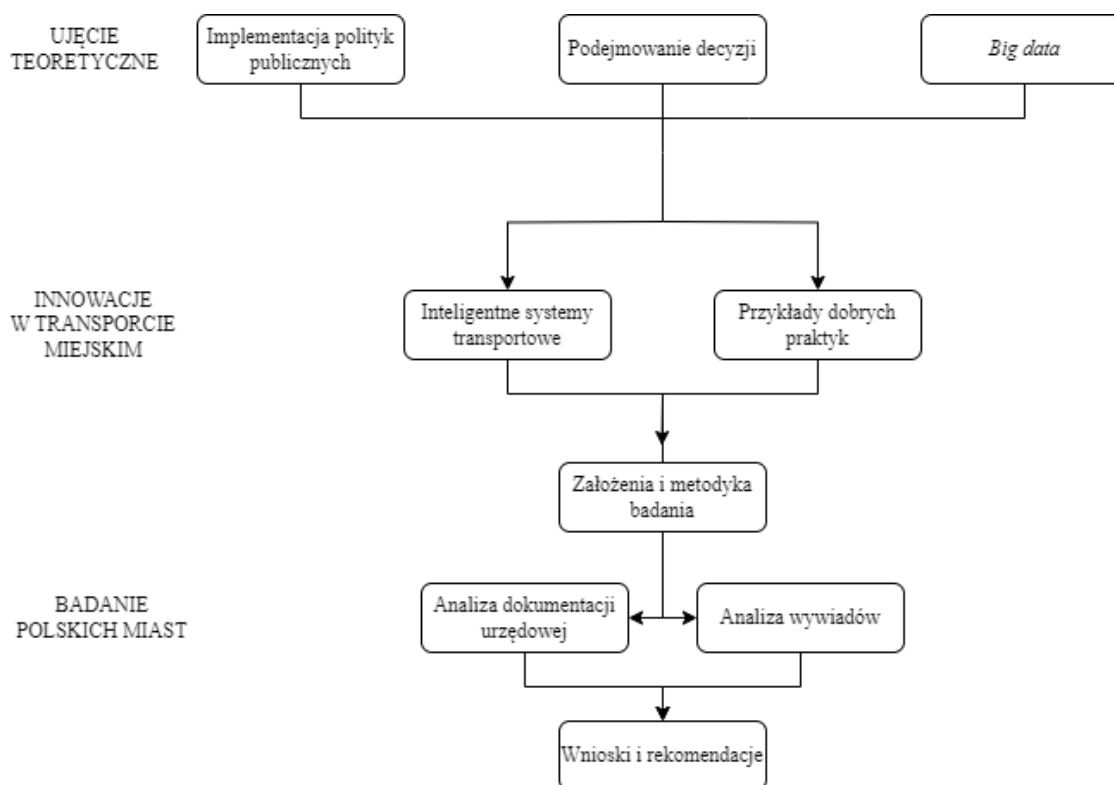 UJĘCIE
TEORETYCZNE
Implementacja polityk
publicznych
Podejmowanie decyzji
Big data
INNOWACJE
W TRANSPORCIE
MIEJSKIM
Inteligentne systemy
transportowe
Przykłady dobrych
praktyk
Założenia i metodyka
badania
BADANIE
POLSKICH MIAST
Analiza dokumentacji
urzędowej
Analiza wywiadów
Wnioski i rekomendacje